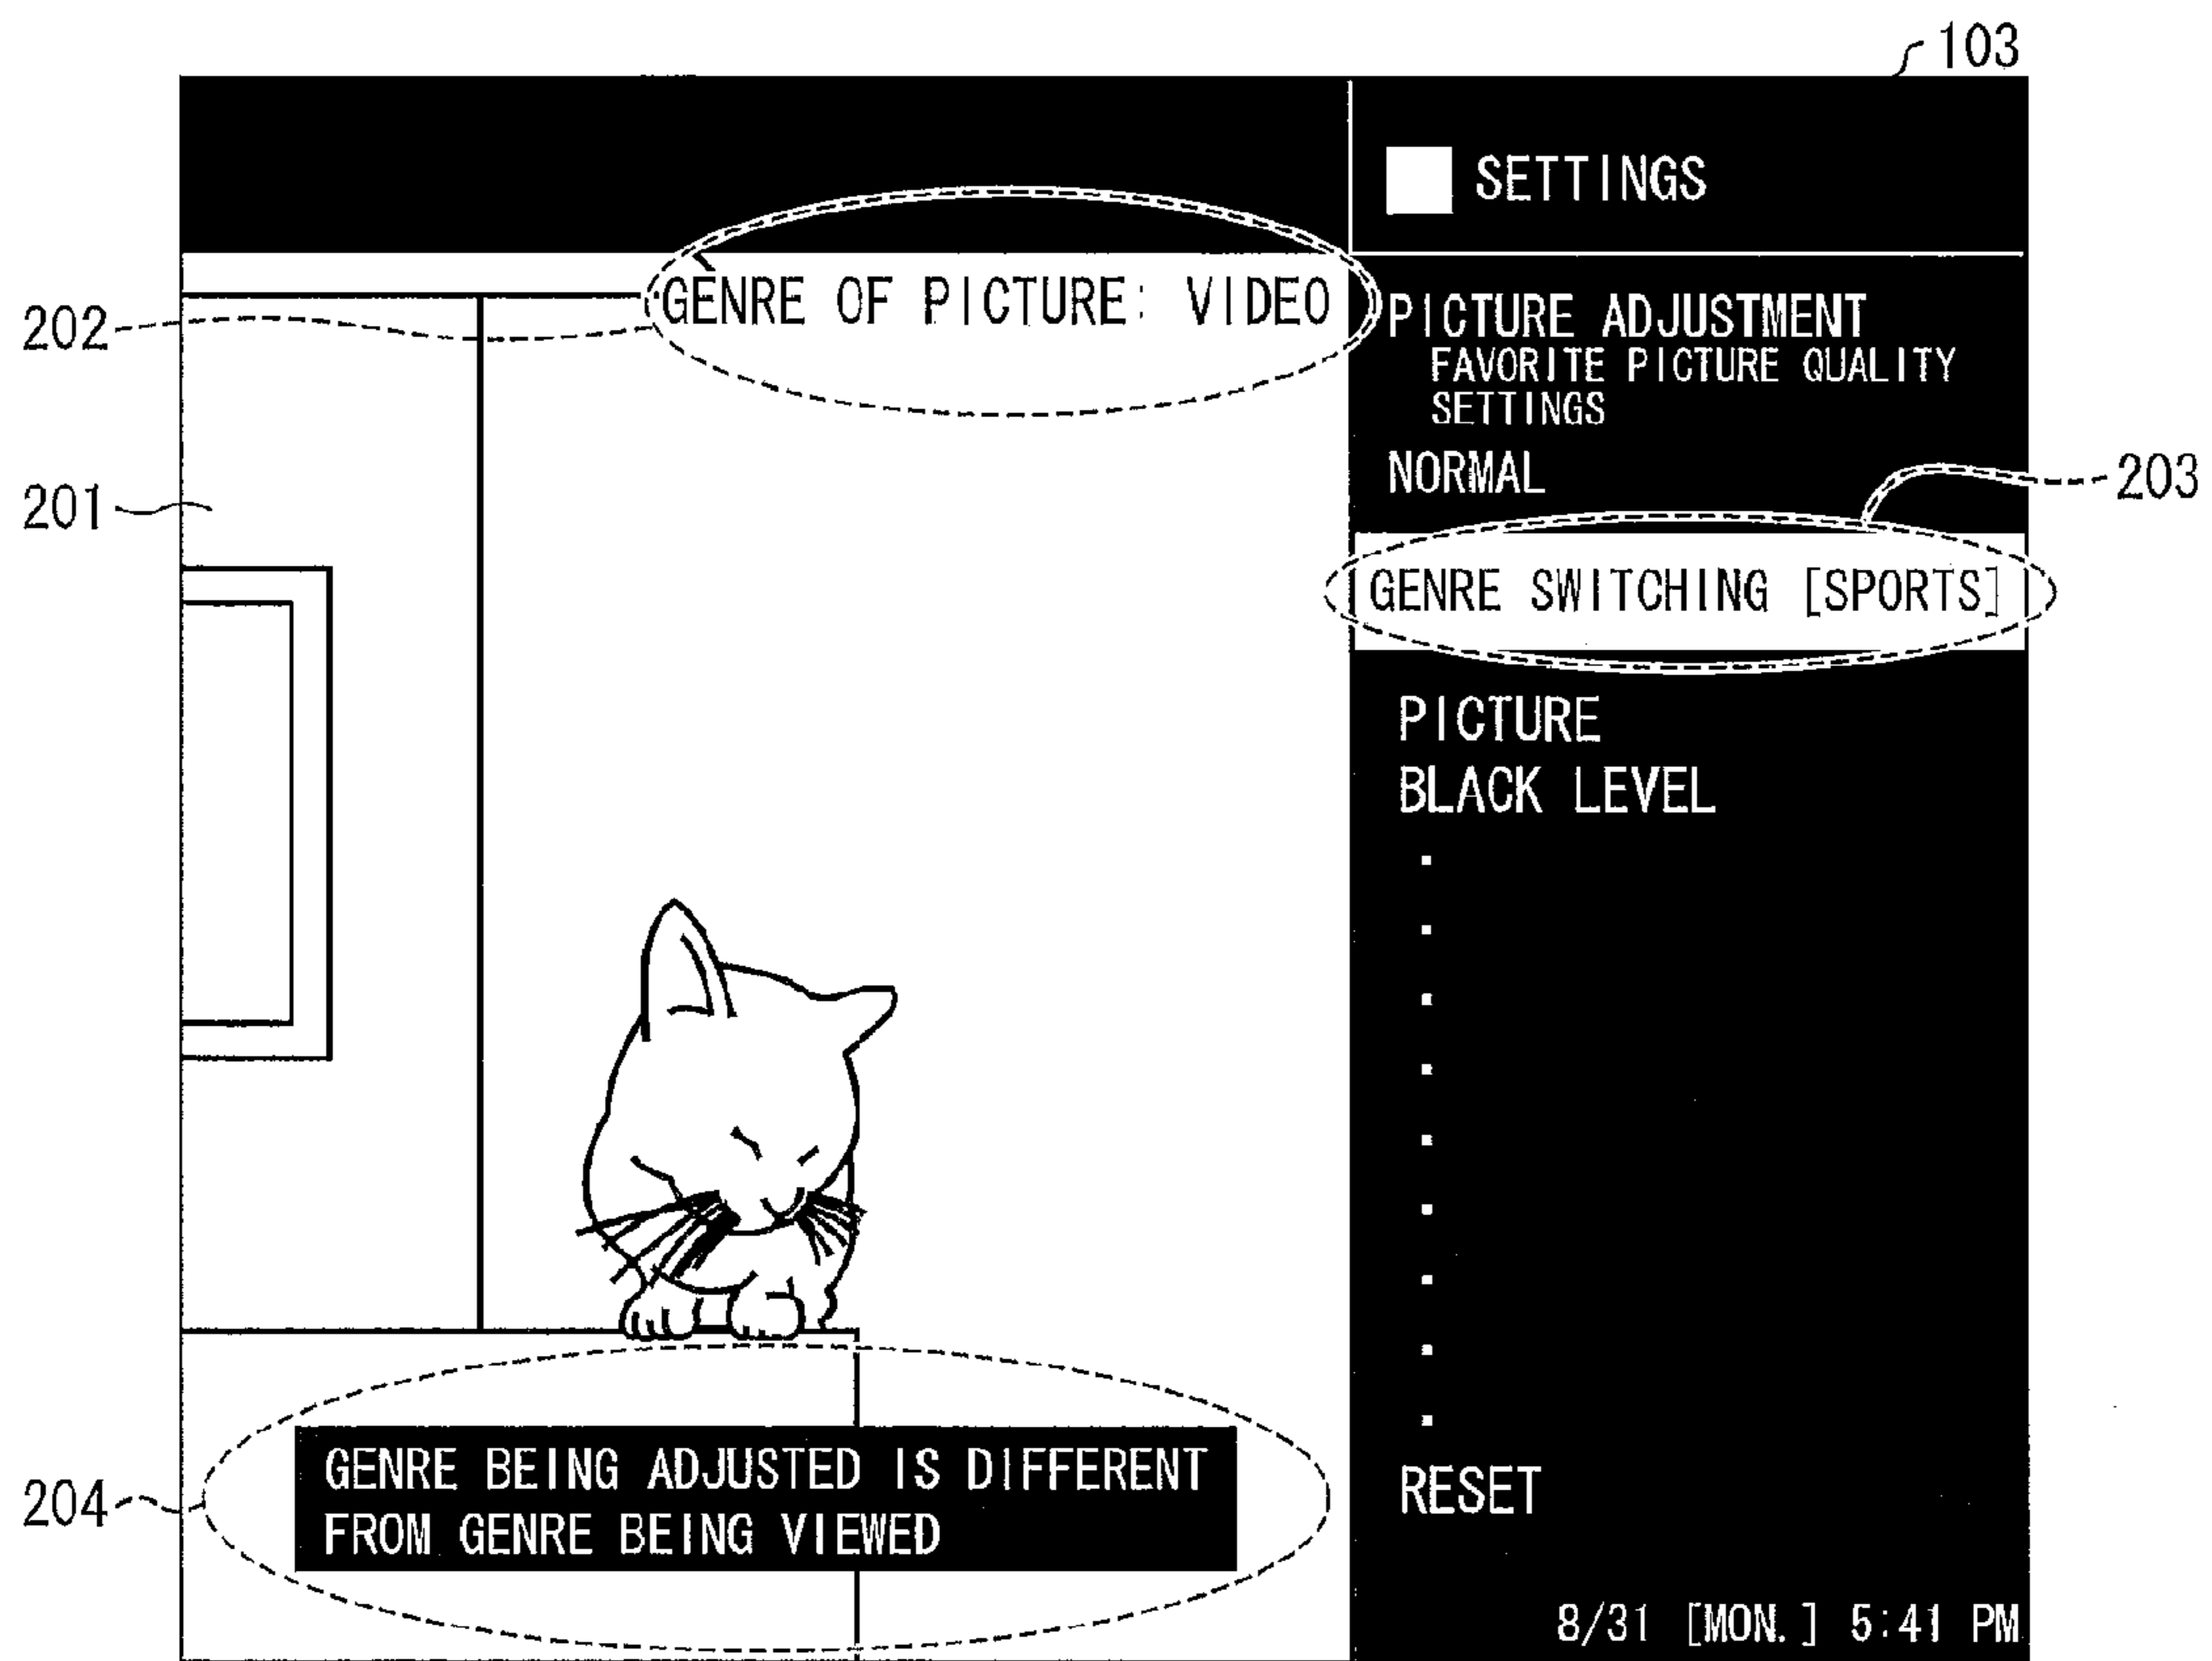 103
SETTINGS
GENRE OF PICTURE: VIDEO
202
PICTURE ADJUSTMENT
FAVORITE PICTURE QUALITY
SETTINGS
NORMAL
203
201
GENRE SWITCHING [SPORTS]
PICTURE
BLACK LEVEL
GENRE BEING ADJUSTED IS DIFFERENT
FROM GENRE BEING VIEWED
204
RESET
8/31 [MON.] 5:41 PM